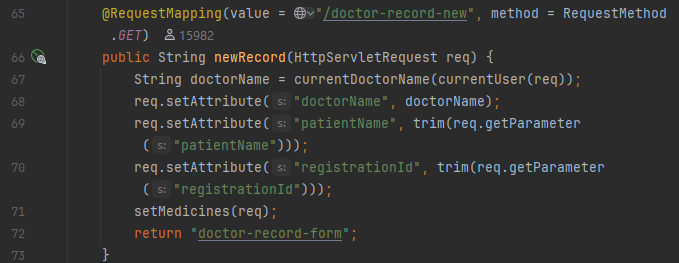 65 @RequestMapping(value = "/doctor-record-new", method = RequestMethod
.GET) 15982
66 public String newRecord(HttpServletRequest req) {
67 String doctorName = currentDoctorName(currentUser(req));
68 req.setAttribute( s: "doctorName", doctorName);
69 req.setAttribute( s: "patientName", trim(req.getParameter
( s: "patientName")));
70 req.setAttribute( s: "registrationId", trim(req.getParameter
( s: "registrationId")));
71 setMedicines(req);
72 return "doctor-record-form";
73 }